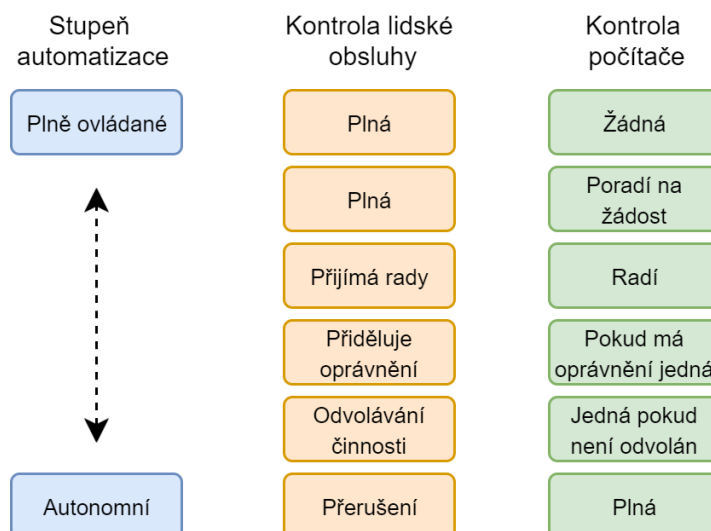 Stupeň
automatizace
Kontrola lidské
obsluhy
Kontrola
počítače
Plně ovládané
Plná
Žádná
Plná
Poradí na
žádost
Přijímá rady
Radí
Přiděluje
oprávnění
Pokud má
oprávnění jedná
Odvolávání
činnosti
Jedná pokud
není odvolán
Autonomní
Přerušení
Plná